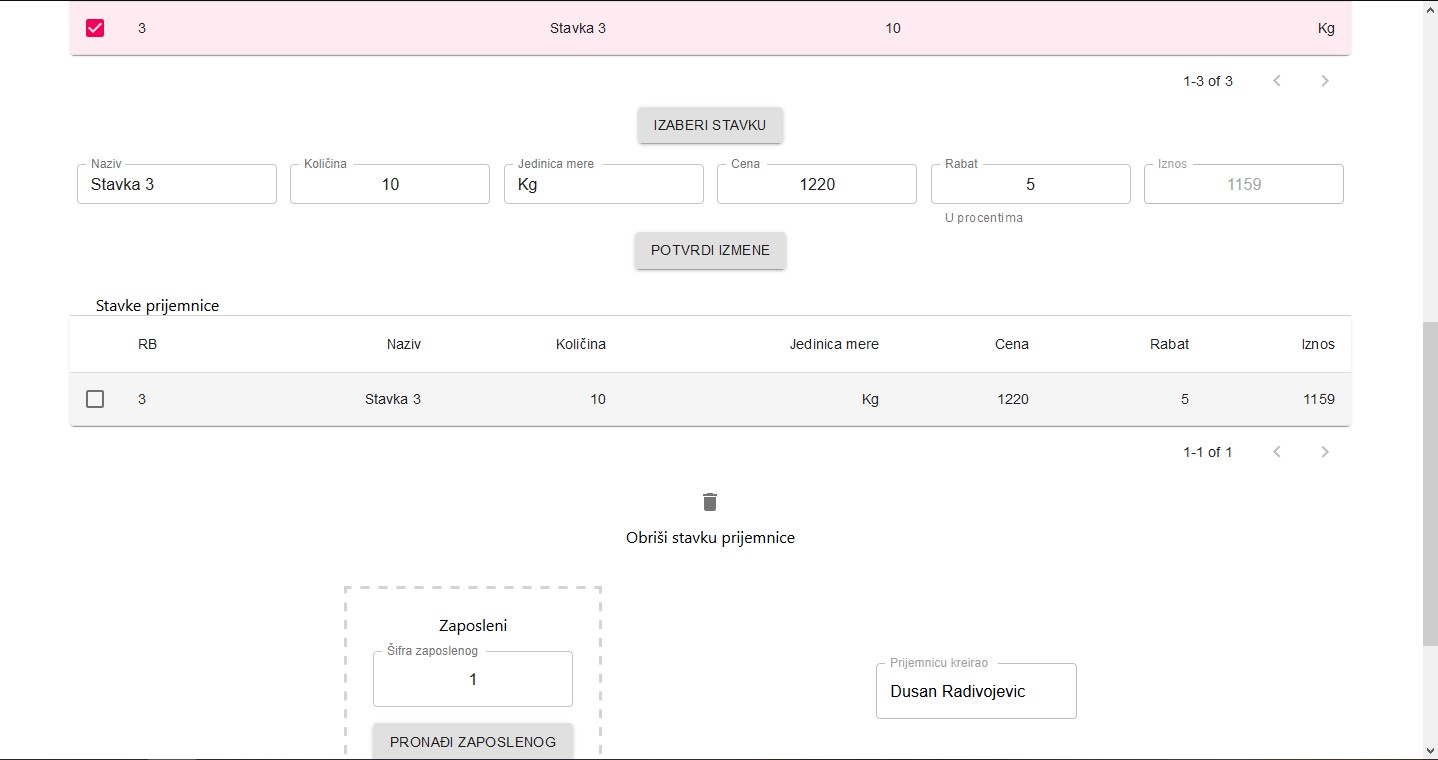 3 Stavka 3 10 Kg
1-3 of 3
IZABERI STAVKU
Naziv Količina Jedinica mere Cena Rabat Iznos
Stavka 3 10 Kg 1220 5 1159
U procentima
POTVRDI IZMENE
Stavke prijemnice
RB Naziv Količina Jedinica mere Cena Rabat Iznos
3 Stavka 3 10 Kg 1220 5 1159
1-1 of 1
Obriši stavku prijemnice
Zaposleni
Šifra zaposlenog
1
Prijemnicu kreirao
Dusan Radivojevic
PRONAĐI ZAPOSLENOG